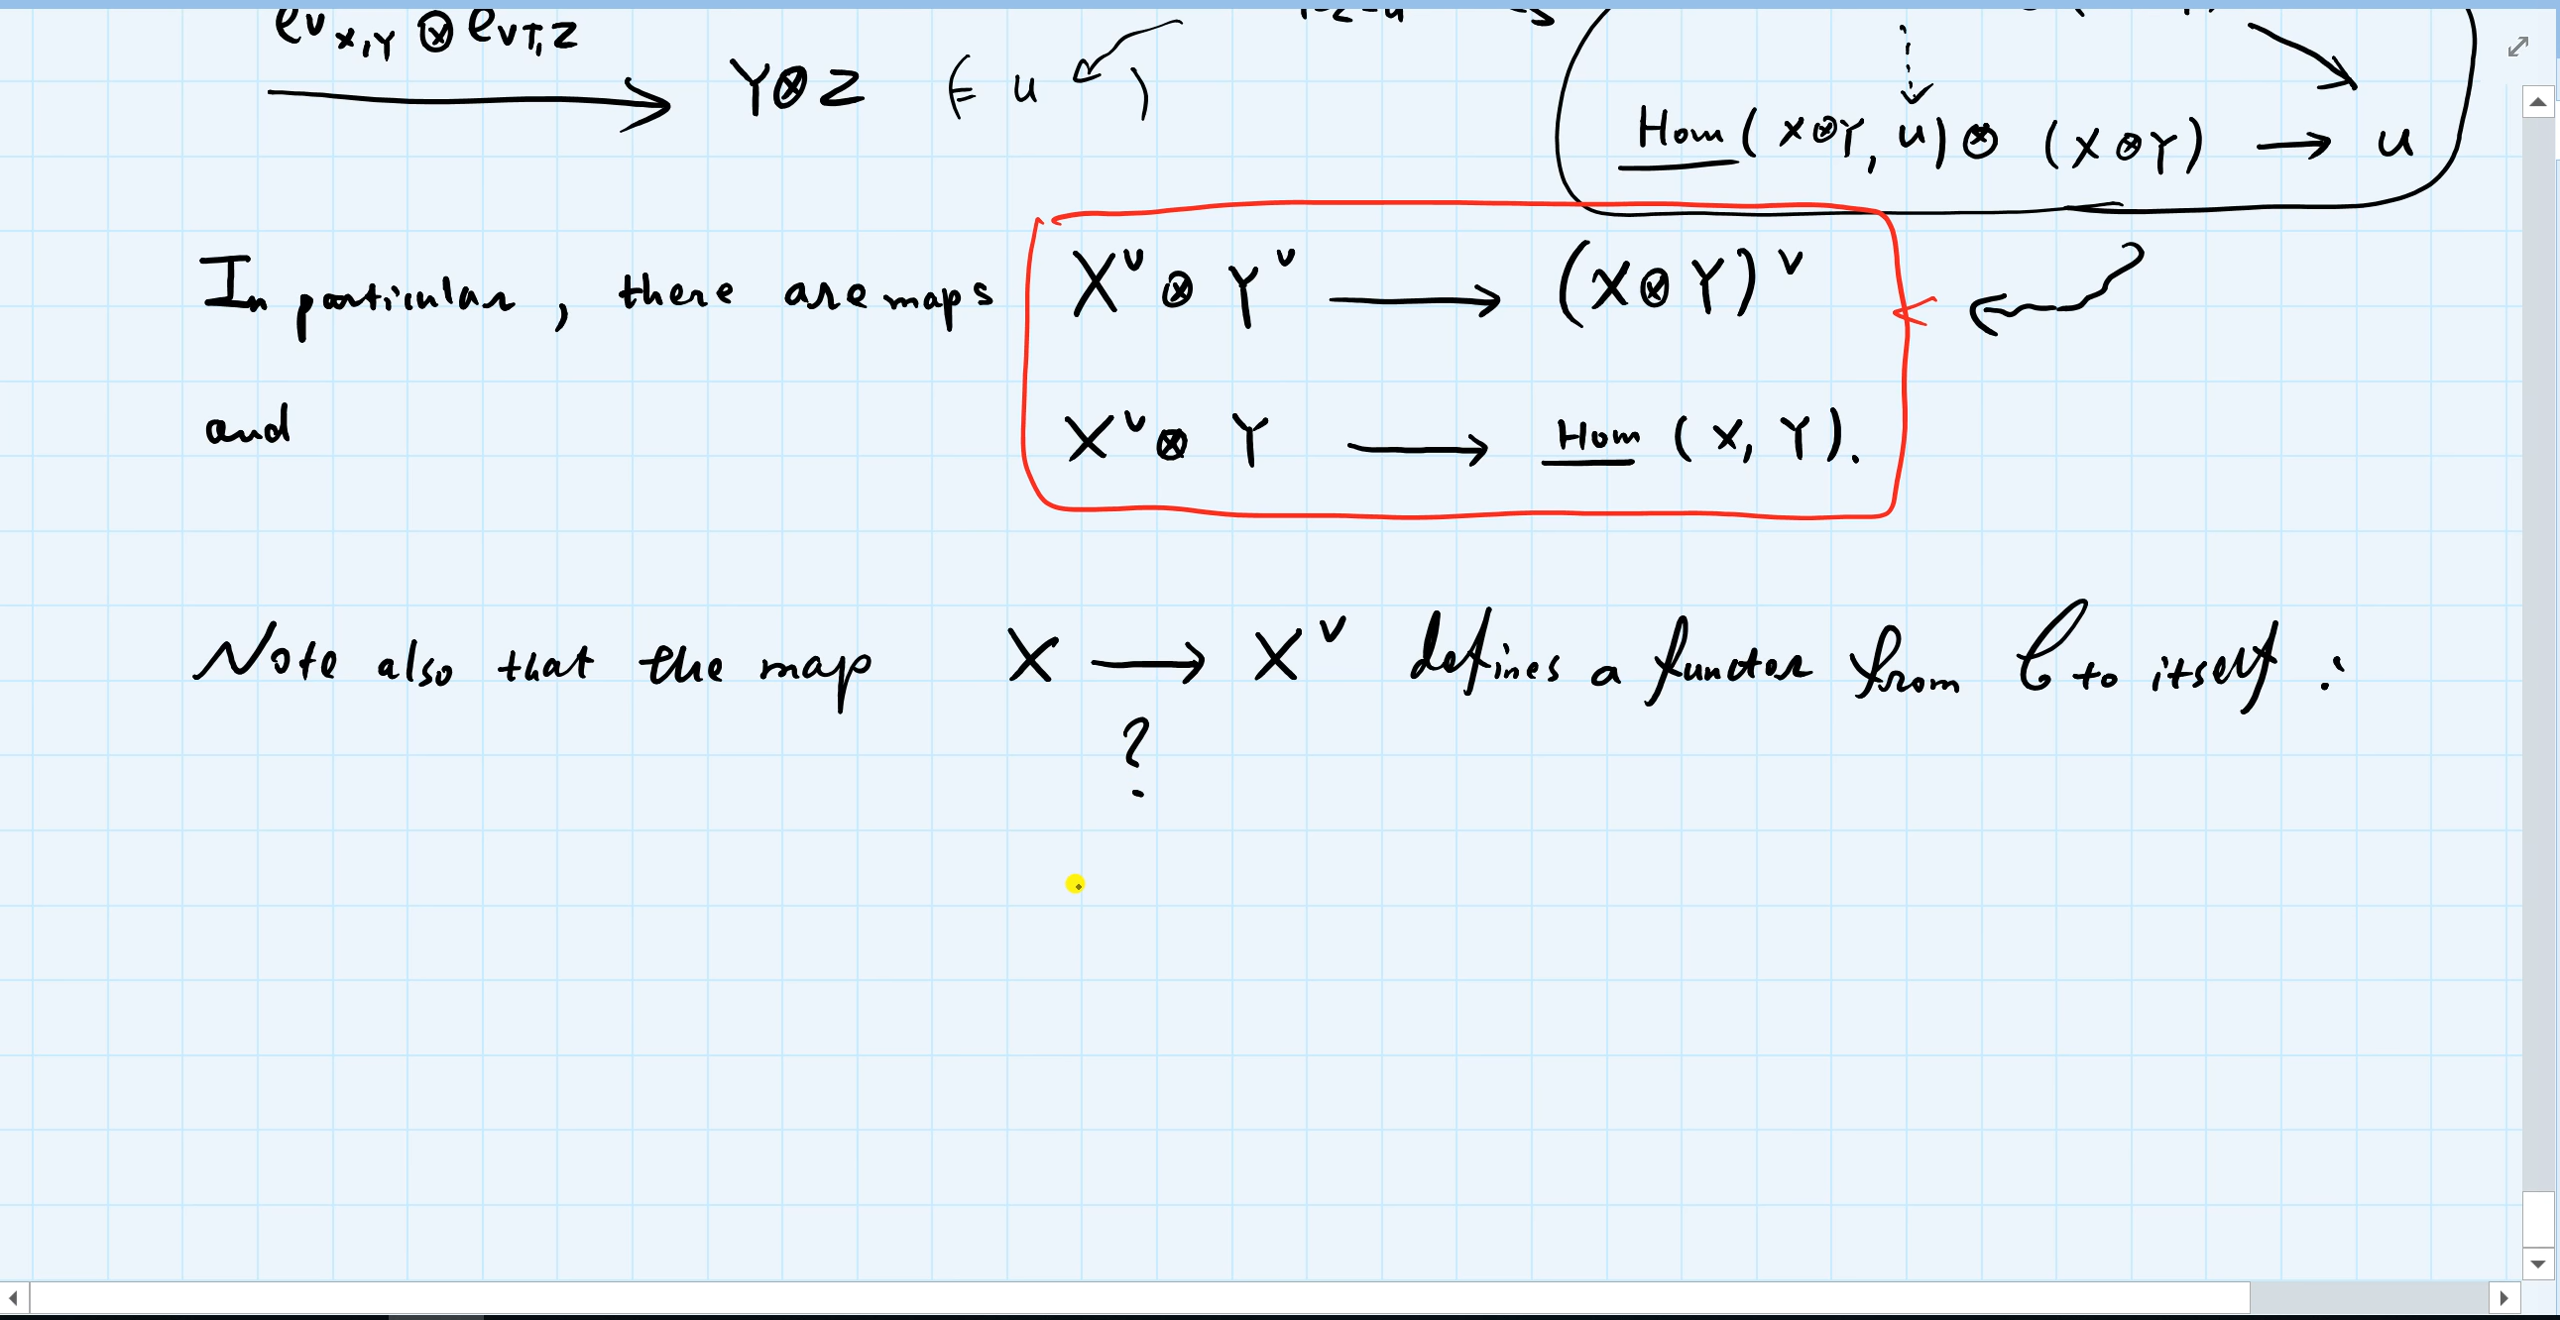 ev_{X,Y} ⊗ ev_{T,Z}
⟶ Y⊗Z (= u)
Hom(X⊗Y, u) ⊗ (X⊗Y) → u
In particular, there are maps X^∨ ⊗ Y^∨ ⟶ (X⊗Y)^∨
and X^∨ ⊗ Y ⟶ Hom (X, Y).
Note also that the map X ⟶ X^∨ defines a functor from C to itself :
?